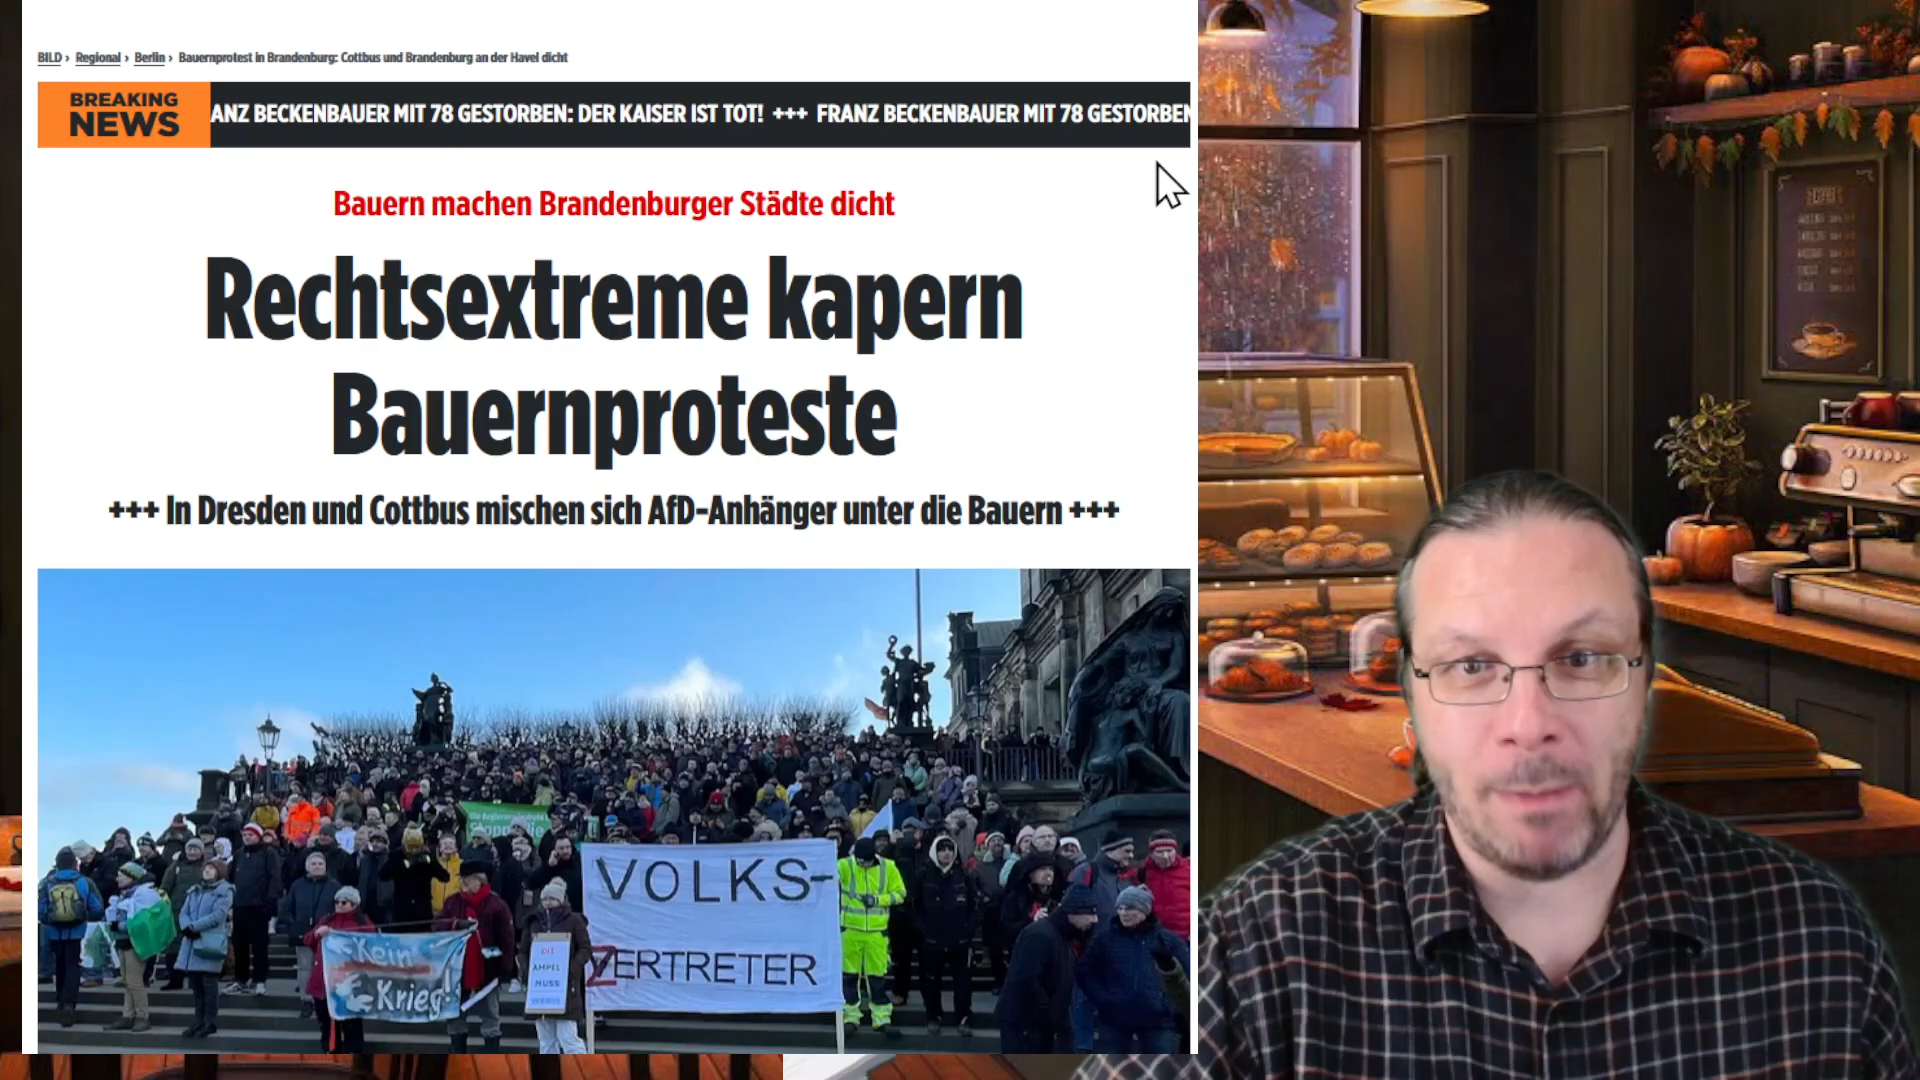 BILD › Regional › Berlin › Bauernprotest in Brandenburg: Cottbus und Brandenburg an der Havel dicht
BREAKING
NEWS
ANZ BECKENBAUER MIT 78 GESTORBEN: DER KAISER IST TOT! +++ FRANZ BECKENBAUER MIT 78 GESTORBEN
Bauern machen Brandenburger Städte dicht
Rechtsextreme kapern
Bauernproteste
+++ In Dresden und Cottbus mischen sich AfD-Anhänger unter die Bauern +++
VOLKS-
ZERTRETER
Kein
Krieg!
DIE
AMPEL
MUSS